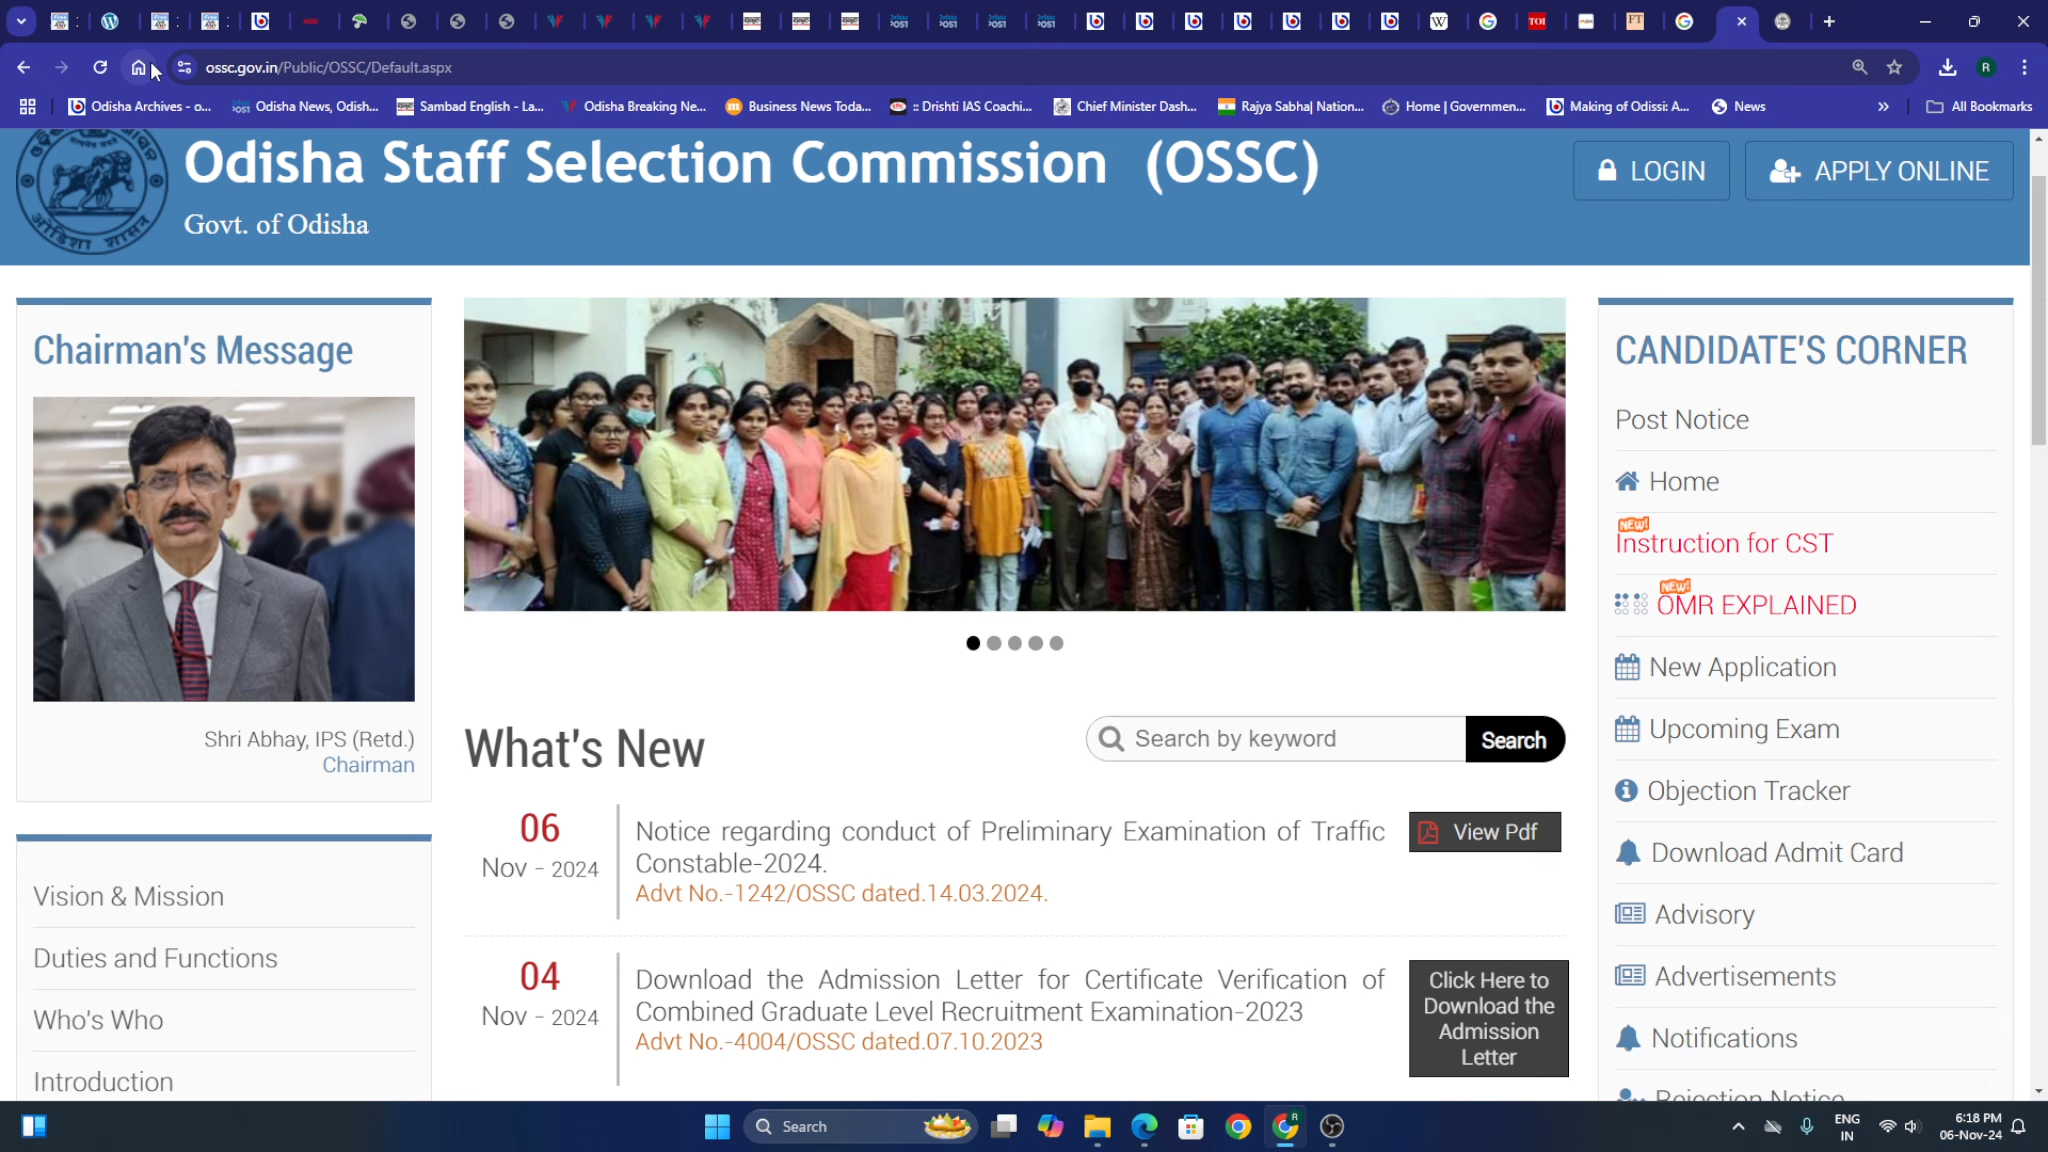 ossc.gov.in/Public/OSSC/Default.aspx
R
Odisha Archives - o...
Odisha News, Odish...
Sambad English - La...
Odisha Breaking Ne...
Business News Toda...
:: Drishti IAS Coachi...
Chief Minister Dash...
Rajya Sabha| Nation...
Home | Governmen...
Making of Odissi: A...
News
»
All Bookmarks
Odisha Staff Selection Commission (OSSC)
Govt. of Odisha
LOGIN
APPLY ONLINE
Chairman's Message
Shri Abhay, IPS (Retd.)
Chairman
Vision & Mission
Duties and Functions
Who's Who
Introduction
What's New
Search by keyword
Search
06
Nov - 2024
Notice regarding conduct of Preliminary Examination of Traffic
Constable-2024.
Advt No.-1242/OSSC dated.14.03.2024.
View Pdf
04
Nov - 2024
Download the Admission Letter for Certificate Verification of
Combined Graduate Level Recruitment Examination-2023
Advt No.-4004/OSSC dated.07.10.2023
Click Here to
Download the
Admission
Letter
CANDIDATE'S CORNER
Post Notice
Home
NEW!
Instruction for CST
NEW!
OMR EXPLAINED
New Application
Upcoming Exam
Objection Tracker
Download Admit Card
Advisory
Advertisements
Notifications
Rejection Notice
Search
ENG
IN
6:18 PM
06-Nov-24